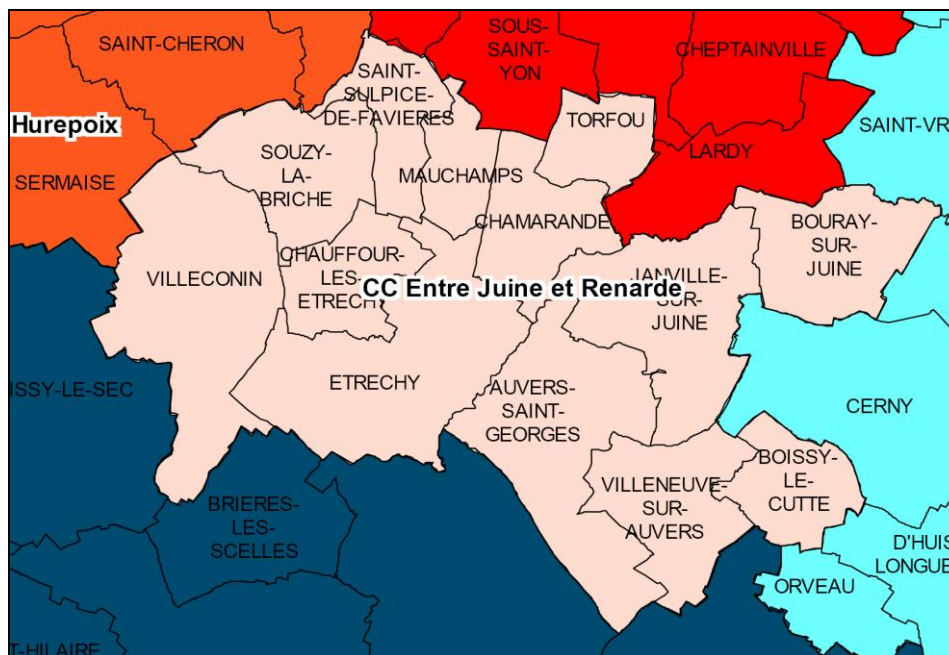 SAINT-CHERON
SOUS-
SAINT-
YON
CHEPTAINVILLE
SAINT-
SULPICE-
DE-FAVIERES
Hurepoix
TORFOU
SAINT-VR
SERMAISE
SOUZY-
LA-
BRICHE
MAUCHAMPS
LARDY
CHAMARANDE
BOURAY-
SUR-
JUINE
VILLECONIN
CHAUFFOUR-
LES-
ETRECHY
CC Entre Juine et Renarde
JANVILLE-
SUR-
JUINE
ISSY-LE-SEC
ETRECHY
AUVERS-
SAINT-
GEORGES
CERNY
BOISSY-
LE-
CUTTE
VILLENEUVE-
SUR-
AUVERS
BRIERES-
LES-
SCELLES
D'HUIS
LONGUE
ORVEAU
T-HILAIRE